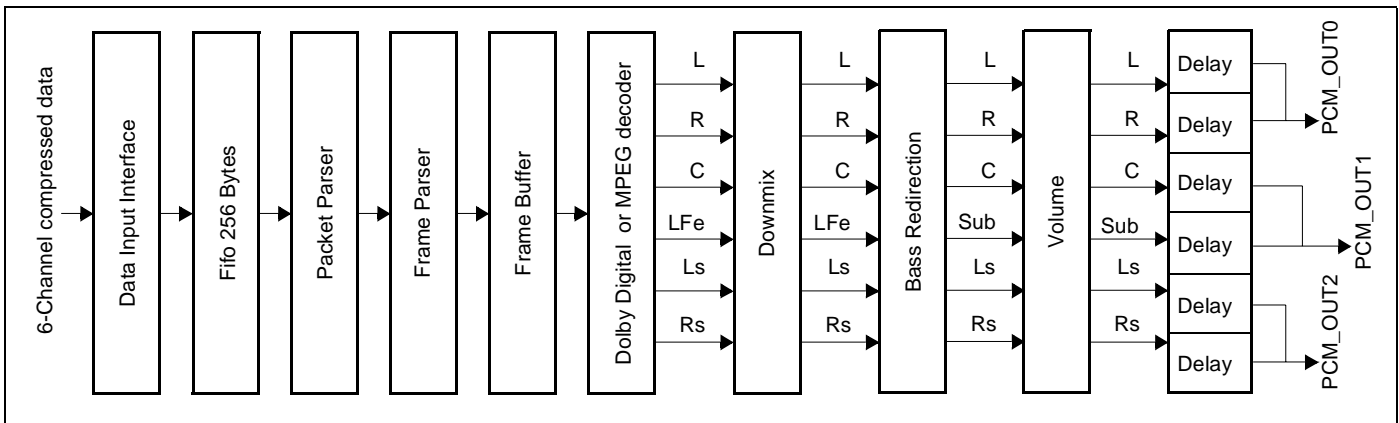 6-Channel compressed data
Data Input Interface
Fifo 256 Bytes
Packet Parser
Frame Parser
Frame Buffer
Dolby Digital or MPEG decoder
L
R
C
LFe
Ls
Rs
Downmix
L
R
C
LFe
Ls
Rs
Bass Redirection
L
R
C
Sub
Ls
Rs
Volume
L
R
C
Sub
Ls
Rs
Delay
Delay
Delay
Delay
Delay
Delay
PCM_OUT0
PCM_OUT1
PCM_OUT2